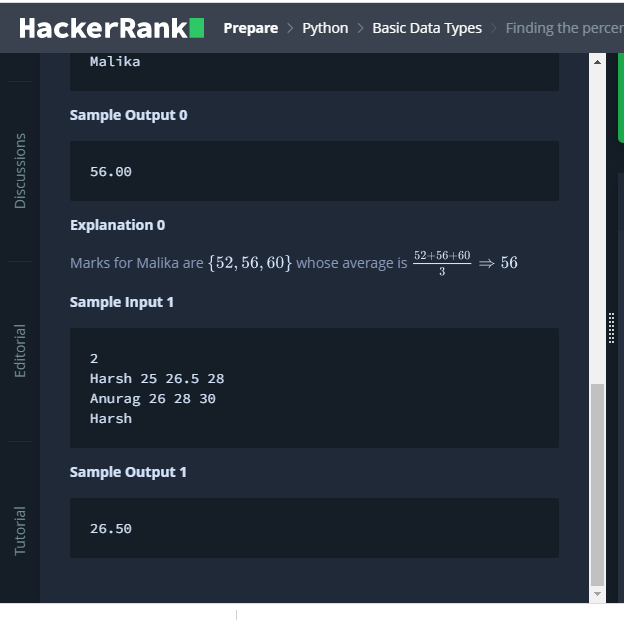 HackerRank
Prepare > Python > Basic Data Types > Finding the percer
Malika
Discussions
Sample Output 0
56.00
Explanation 0
Marks for Malika are {52, 56, 60} whose average is \frac{52+56+60}{3} ⇒ 56
Sample Input 1
Editorial
2
Harsh 25 26.5 28
Anurag 26 28 30
Harsh
Sample Output 1
Tutorial
26.50